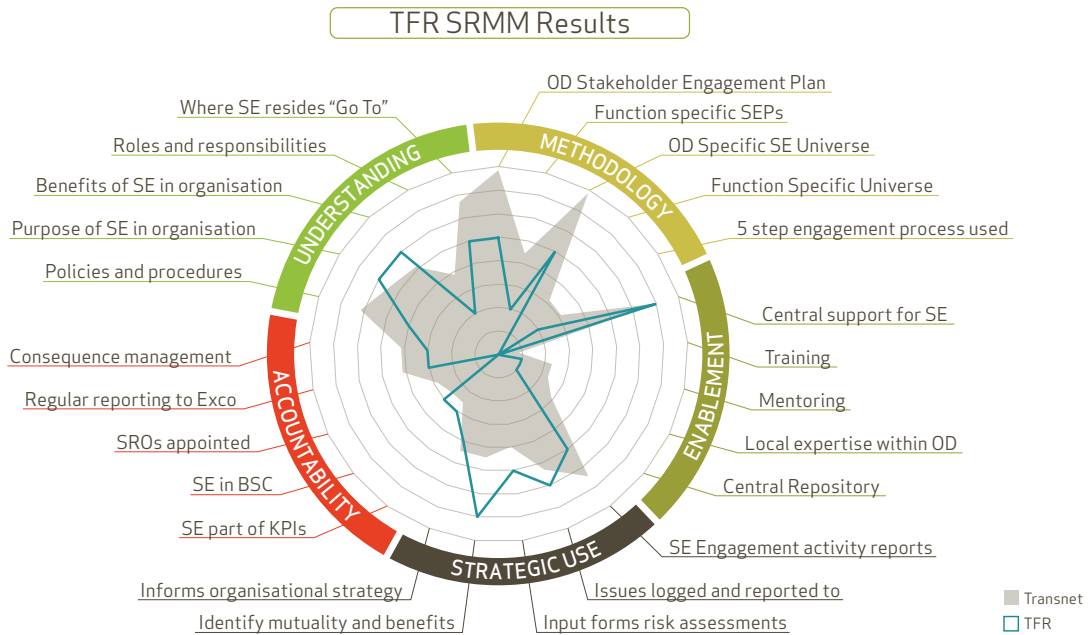 TFR SRMM Results
OD Stakeholder Engagement Plan
Function specific SEPs
OD Specific SE Universe
Function Specific Universe
5 step engagement process used
Central support for SE
Training
Mentoring
Local expertise within OD
Central Repository
SE Engagement activity reports
Issues logged and reported to
Input forms risk assessments
Identify mutuality and benefits
Informs organisational strategy
SE part of KPIs
SE in BSC
SROs appointed
Regular reporting to Exco
Consequence management
Policies and procedures
Purpose of SE in organisation
Benefits of SE in organisation
Roles and responsibilities
Where SE resides “Go To”
METHODOLOGY
ENABLEMENT
STRATEGIC USE
ACCOUNTABILITY
UNDERSTANDING
Transnet
TFR